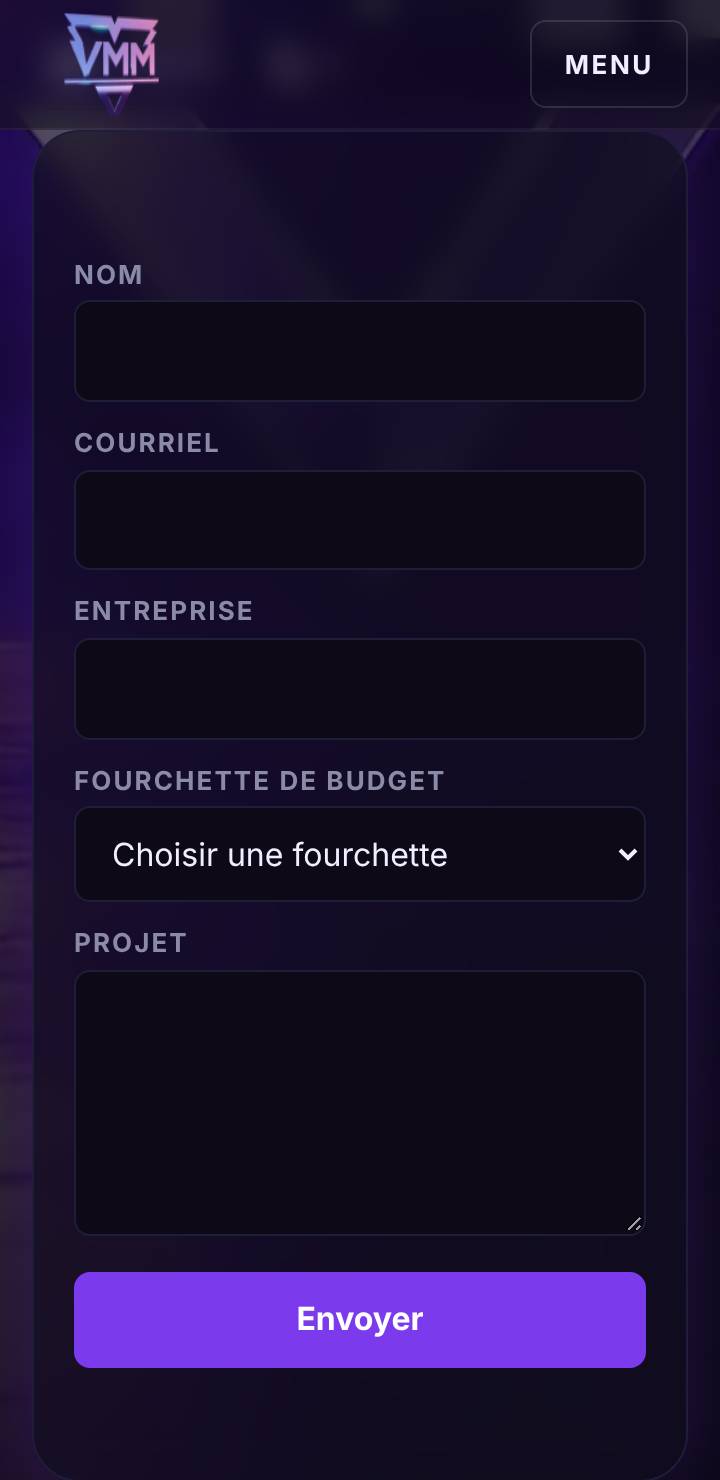 VMM
MENU
NOM
COURRIEL
ENTREPRISE
FOURCHETTE DE BUDGET
Choisir une fourchette
PROJET
Envoyer